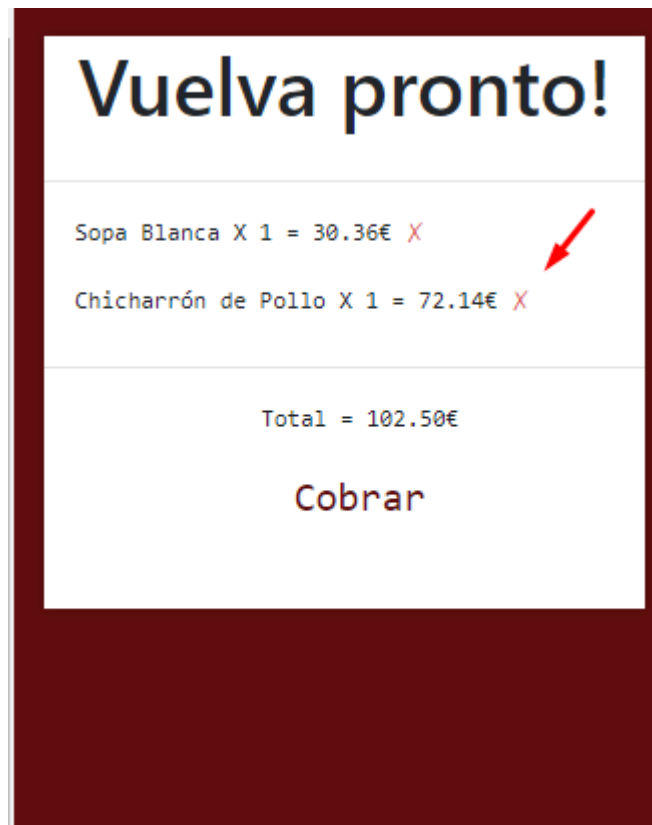 Vuelva pronto!
Sopa Blanca X 1 = 30.36€ X
Chicharrón de Pollo X 1 = 72.14€ X
Total = 102.50€
Cobrar